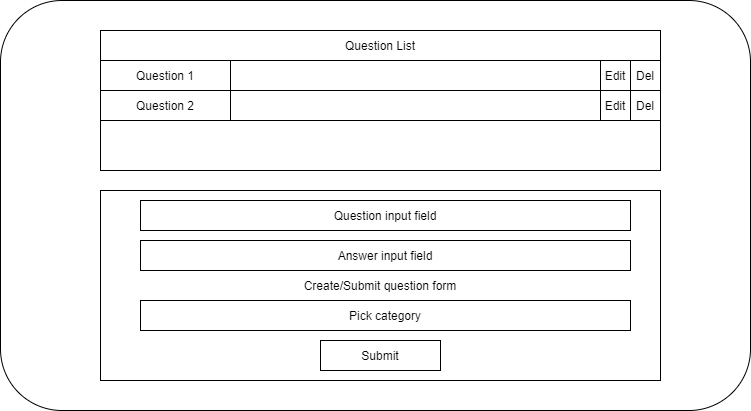 Question List
Question 1 Edit Del
Question 2 Edit Del
Question input field
Answer input field
Create/Submit question form
Pick category
Submit